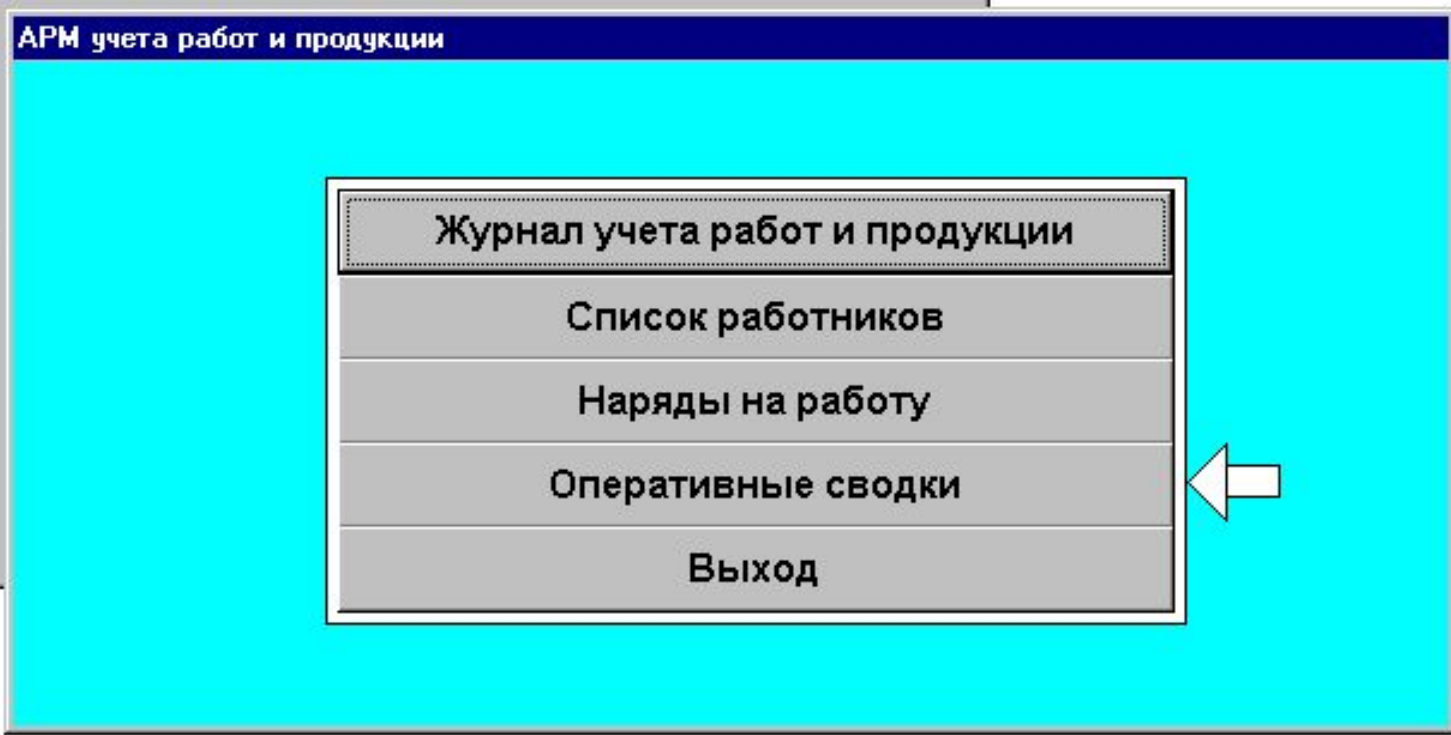 АРМ учета работ и продукции
Журнал учета работ и продукции
Список работников
Наряды на работу
Оперативные сводки
Выход